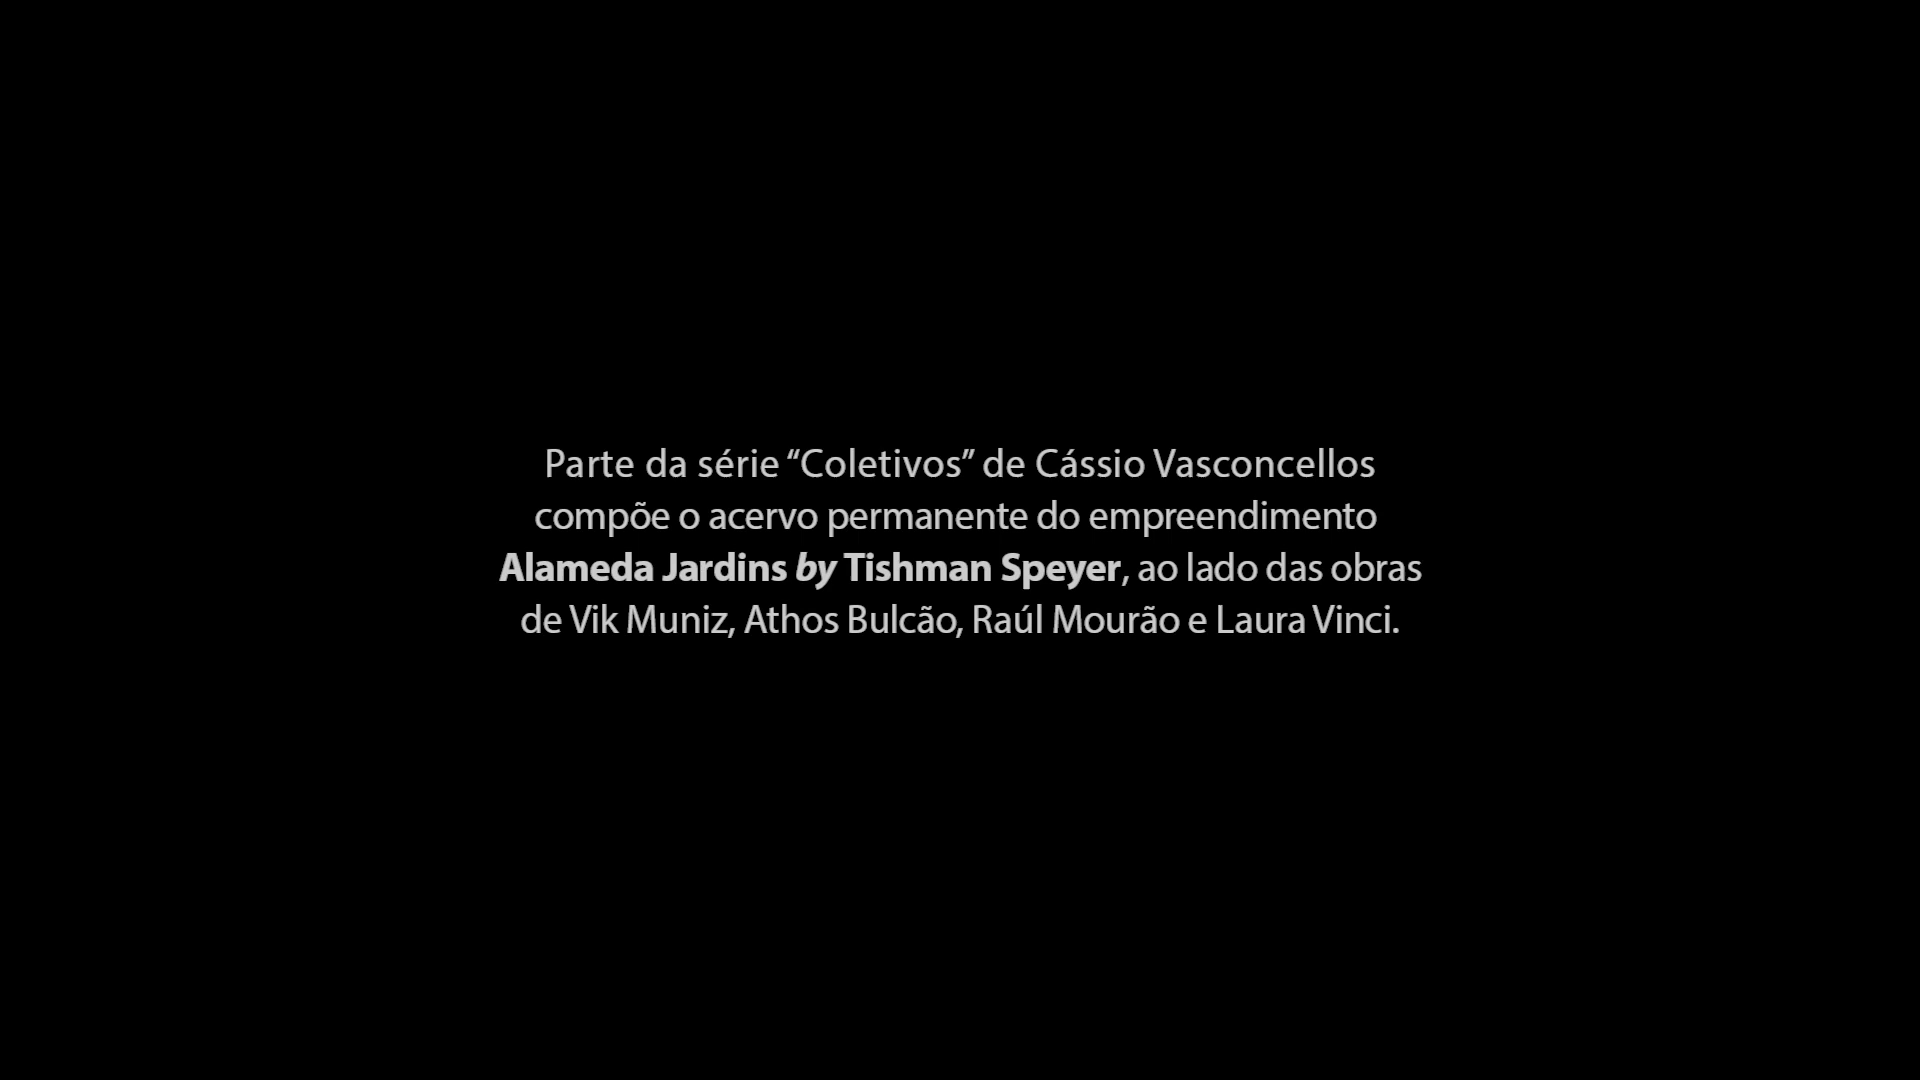 Parte da série “Coletivos” de Cássio Vasconcellos
compõe o acervo permanente do empreendimento
Alameda Jardins by Tishman Speyer, ao lado das obras
de Vik Muniz, Athos Bulcão, Raúl Mourão e Laura Vinci.